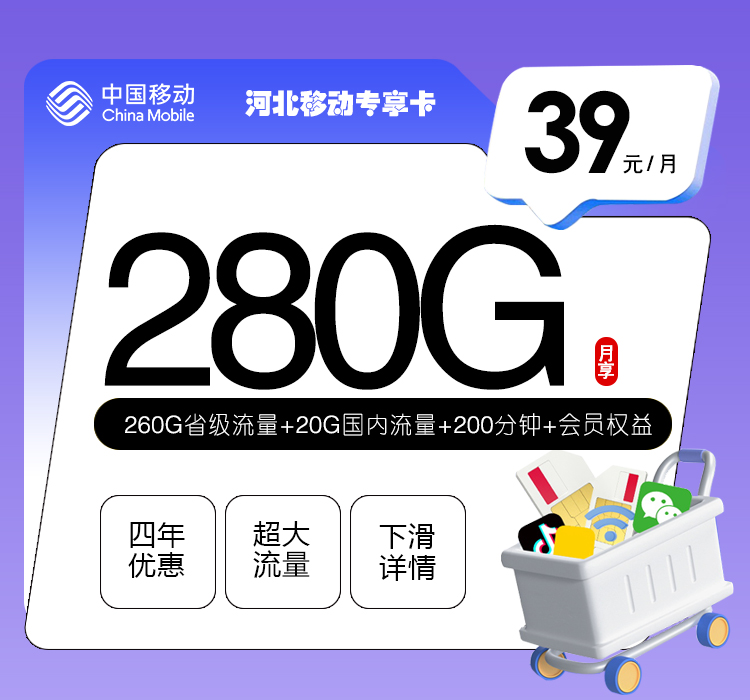 中国移动
China Mobile
河北移动专享卡
39元/月
280G
月享
260G省级流量+20G国内流量+200分钟+会员权益
四年
优惠
超大
流量
下滑
详情